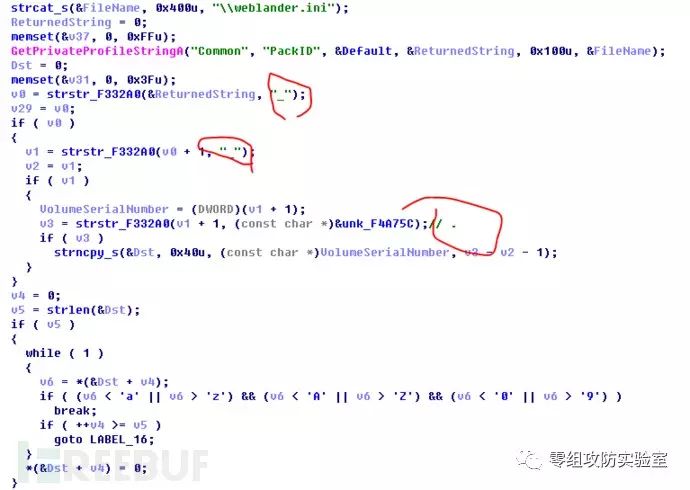 strcat_s(&FileName, 0x400u, "\\weblander.ini");
ReturnedString = 0;
memset(&v37, 0, 0xFFu);
GetPrivateProfileStringA("Common", "PackID", &Default, &ReturnedString, 0x100u, &FileName);
Dst = 0;
memset(&v31, 0, 0x3Fu);
v0 = strstr_F332A0(&ReturnedString, "_");
v29 = v0;
if ( v0 )
{
v1 = strstr_F332A0(v0 + 1, "_");
v2 = v1;
if ( v1 )
{
VolumeSerialNumber = (DWORD)(v1 + 1);
v3 = strstr_F332A0(v1 + 1, (const char *)&unk_F4A75C);// .
if ( v3 )
strncpy_s(&Dst, 0x40u, (const char *)VolumeSerialNumber, v3 - v2 - 1);
}
}
v4 = 0;
v5 = strlen(&Dst);
if ( v5 )
{
while ( 1 )
{
v6 = *(&Dst + v4);
if ( (v6 < 'a' || v6 > 'z') && (v6 < 'A' || v6 > 'Z') && (v6 < '0' || v6 > '9') )
break;
if ( ++v4 >= v5 )
goto LABEL_16;
}
*(&Dst + v4) = 0;
}
FREEBUF
零组攻防实验室